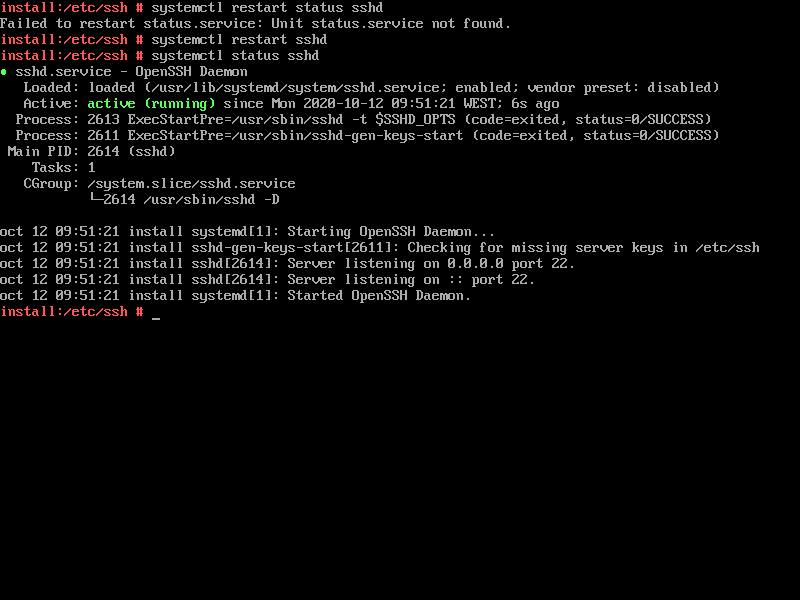 install:/etc/ssh # systemctl restart status sshd
Failed to restart status.service: Unit status.service not found.
install:/etc/ssh # systemctl restart sshd
install:/etc/ssh # systemctl status sshd
● sshd.service - OpenSSH Daemon
   Loaded: loaded (/usr/lib/systemd/system/sshd.service; enabled; vendor preset: disabled)
   Active: active (running) since Mon 2020-10-12 09:51:21 WEST; 6s ago
  Process: 2613 ExecStartPre=/usr/sbin/sshd -t $SSHD_OPTS (code=exited, status=0/SUCCESS)
  Process: 2611 ExecStartPre=/usr/sbin/sshd-gen-keys-start (code=exited, status=0/SUCCESS)
 Main PID: 2614 (sshd)
    Tasks: 1
   CGroup: /system.slice/sshd.service
           └─2614 /usr/sbin/sshd -D
oct 12 09:51:21 install systemd[1]: Starting OpenSSH Daemon...
oct 12 09:51:21 install sshd-gen-keys-start[2611]: Checking for missing server keys in /etc/ssh
oct 12 09:51:21 install sshd[2614]: Server listening on 0.0.0.0 port 22.
oct 12 09:51:21 install sshd[2614]: Server listening on :: port 22.
oct 12 09:51:21 install systemd[1]: Started OpenSSH Daemon.
install:/etc/ssh # _